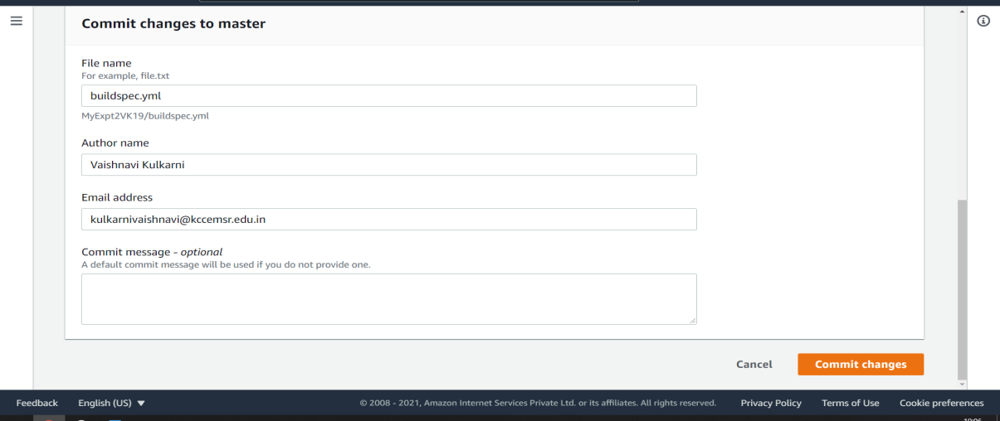 Commit changes to master
File name
For example, file.txt
buildspec.yml
MyExpt2VK19/buildspec.yml
Author name
Vaishnavi Kulkarni
Email address
kulkarnivaishnavi@kccemsr.edu.in
Commit message - optional
A default commit message will be used if you do not provide one.
Cancel Commit changes
Feedback English (US) © 2008 - 2021, Amazon Internet Services Private Ltd. or its affiliates. All rights reserved. Privacy Policy Terms of Use Cookie preferences